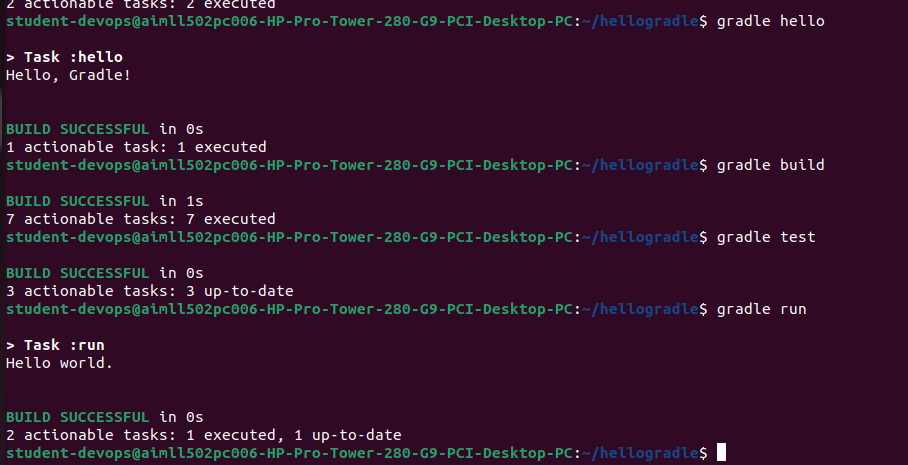 2 actionable tasks: 2 executed
student-devops@aimll502pc006-HP-Pro-Tower-280-G9-PCI-Desktop-PC:~/hellogradle$ gradle hello
> Task :hello
Hello, Gradle!
BUILD SUCCESSFUL in 0s
1 actionable task: 1 executed
student-devops@aimll502pc006-HP-Pro-Tower-280-G9-PCI-Desktop-PC:~/hellogradle$ gradle build
BUILD SUCCESSFUL in 1s
7 actionable tasks: 7 executed
student-devops@aimll502pc006-HP-Pro-Tower-280-G9-PCI-Desktop-PC:~/hellogradle$ gradle test
BUILD SUCCESSFUL in 0s
3 actionable tasks: 3 up-to-date
student-devops@aimll502pc006-HP-Pro-Tower-280-G9-PCI-Desktop-PC:~/hellogradle$ gradle run
> Task :run
Hello world.
BUILD SUCCESSFUL in 0s
2 actionable tasks: 1 executed, 1 up-to-date
student-devops@aimll502pc006-HP-Pro-Tower-280-G9-PCI-Desktop-PC:~/hellogradle$